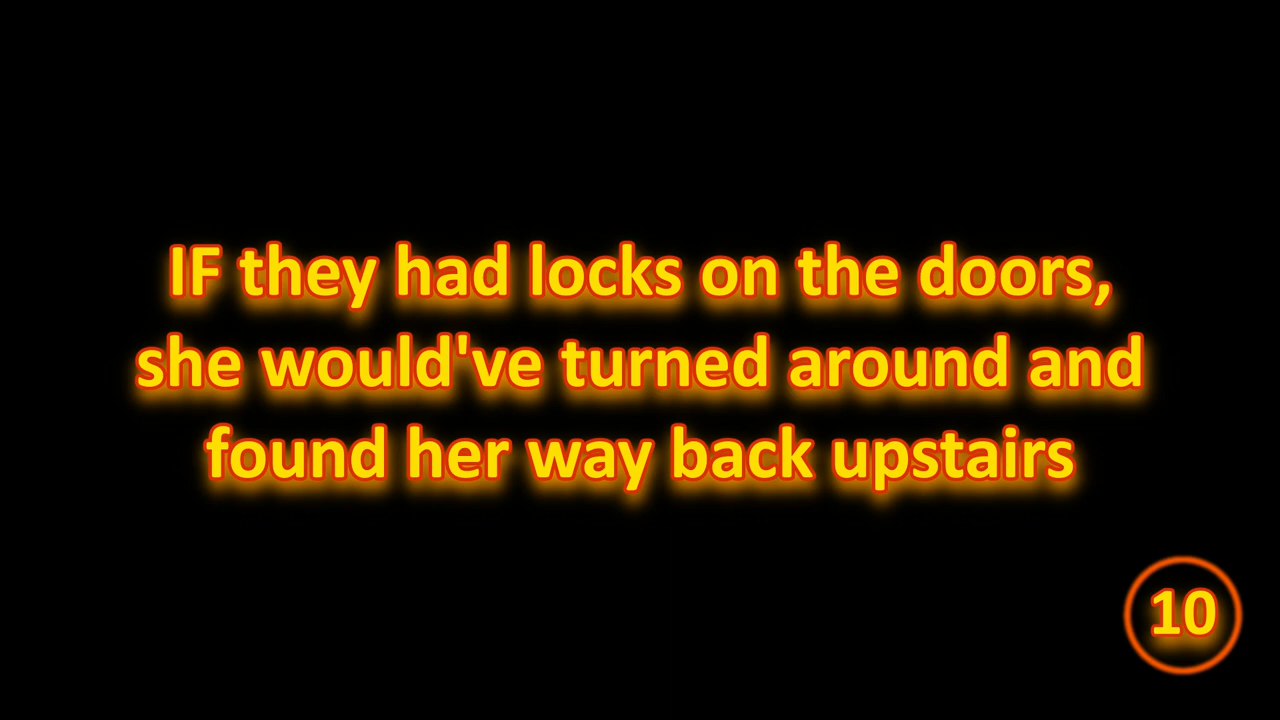 IF they had locks on the doors,
she would've turned around and
found her way back upstairs
10